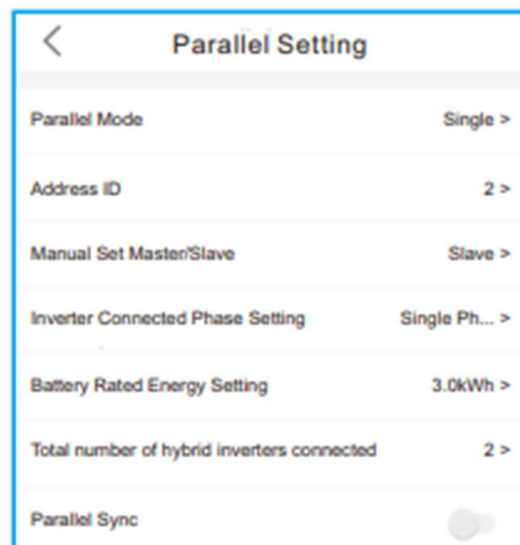 Parallel Setting
Parallel Mode Single >
Address ID 2 >
Manual Set Master/Slave Slave >
Inverter Connected Phase Setting Single Ph... >
Battery Rated Energy Setting 3.0kWh >
Total number of hybrid inverters connected 2 >
Parallel Sync